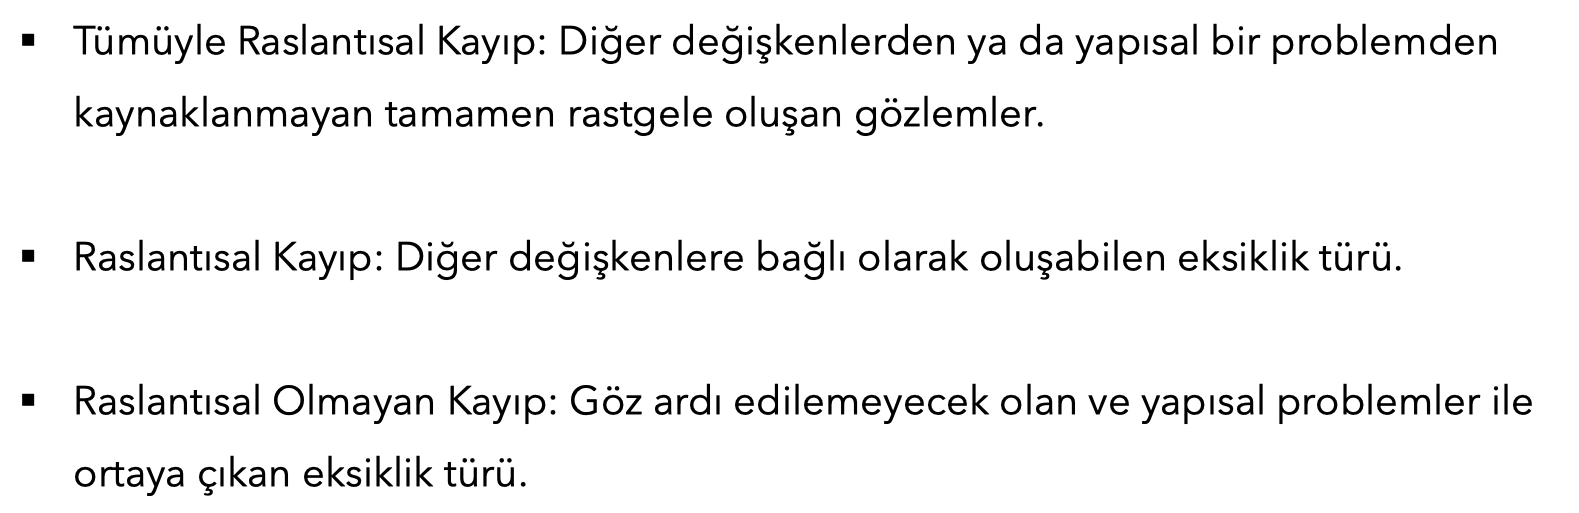 ▪ Tümüyle Raslantısal Kayıp: Diğer değişkenlerden ya da yapısal bir problemden
kaynaklanmayan tamamen rastgele oluşan gözlemler.
▪ Raslantısal Kayıp: Diğer değişkenlere bağlı olarak oluşabilen eksiklik türü.
▪ Raslantısal Olmayan Kayıp: Göz ardı edilemeyecek olan ve yapısal problemler ile
ortaya çıkan eksiklik türü.